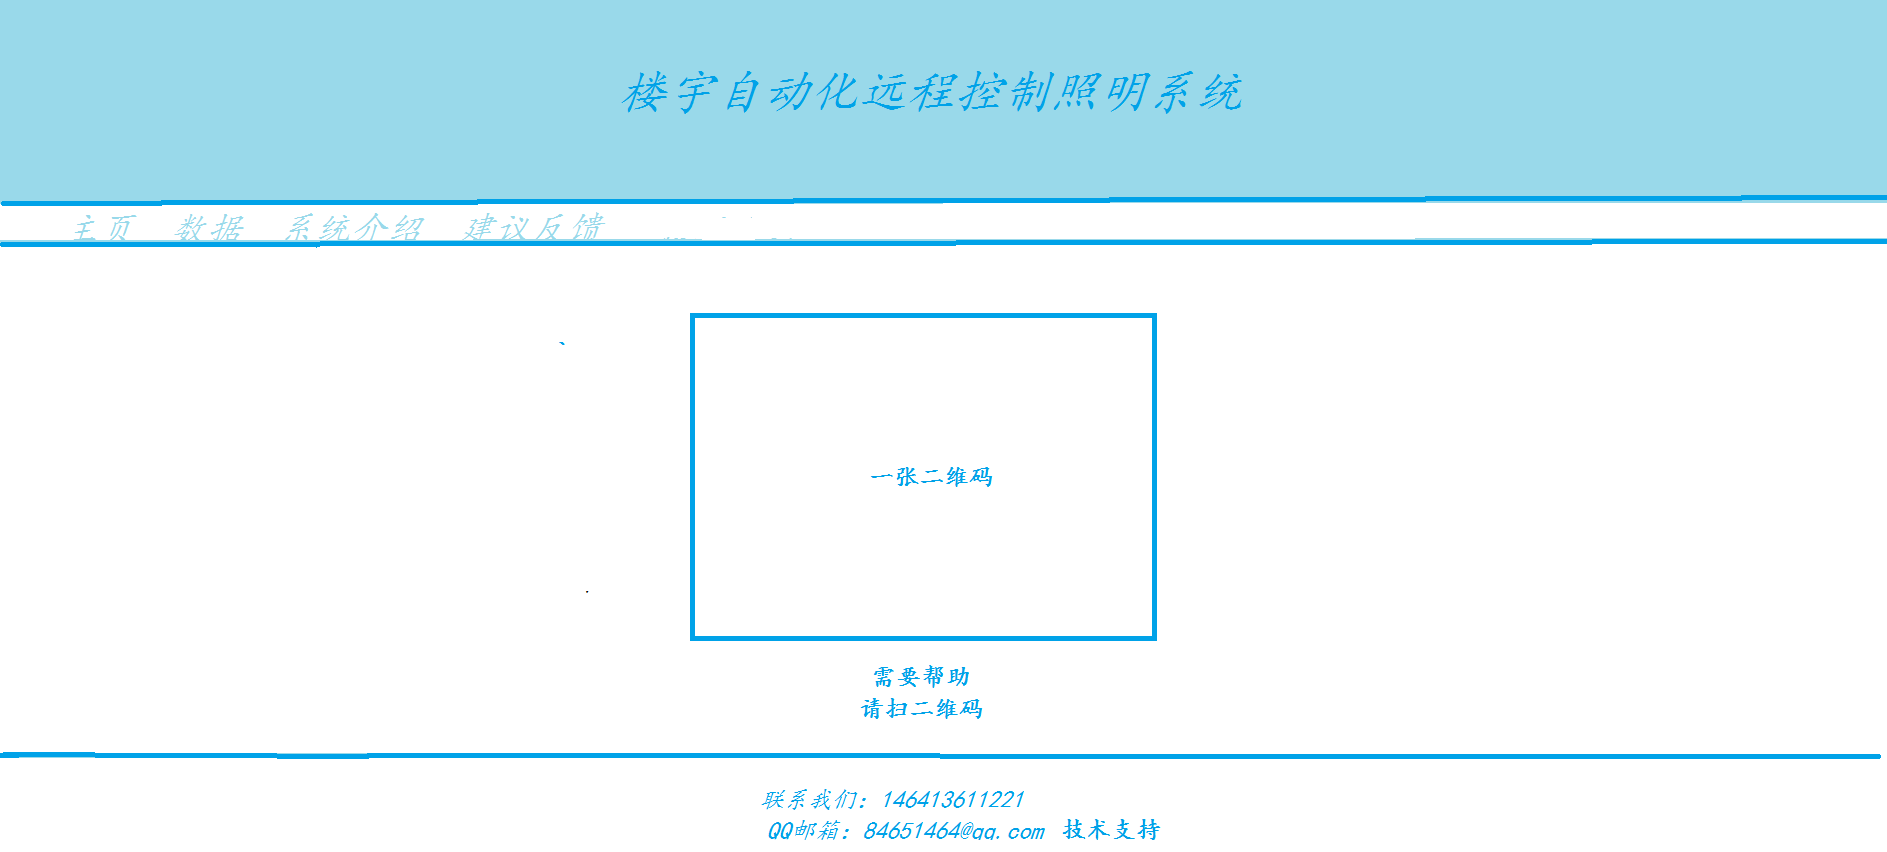 楼宇自动化远程控制照明系统
主页 数据 系统介绍 建议反馈
一张二维码
需要帮助
请扫二维码
联系我们：146413611221
QQ邮箱：84651464@qq.com 技术支持